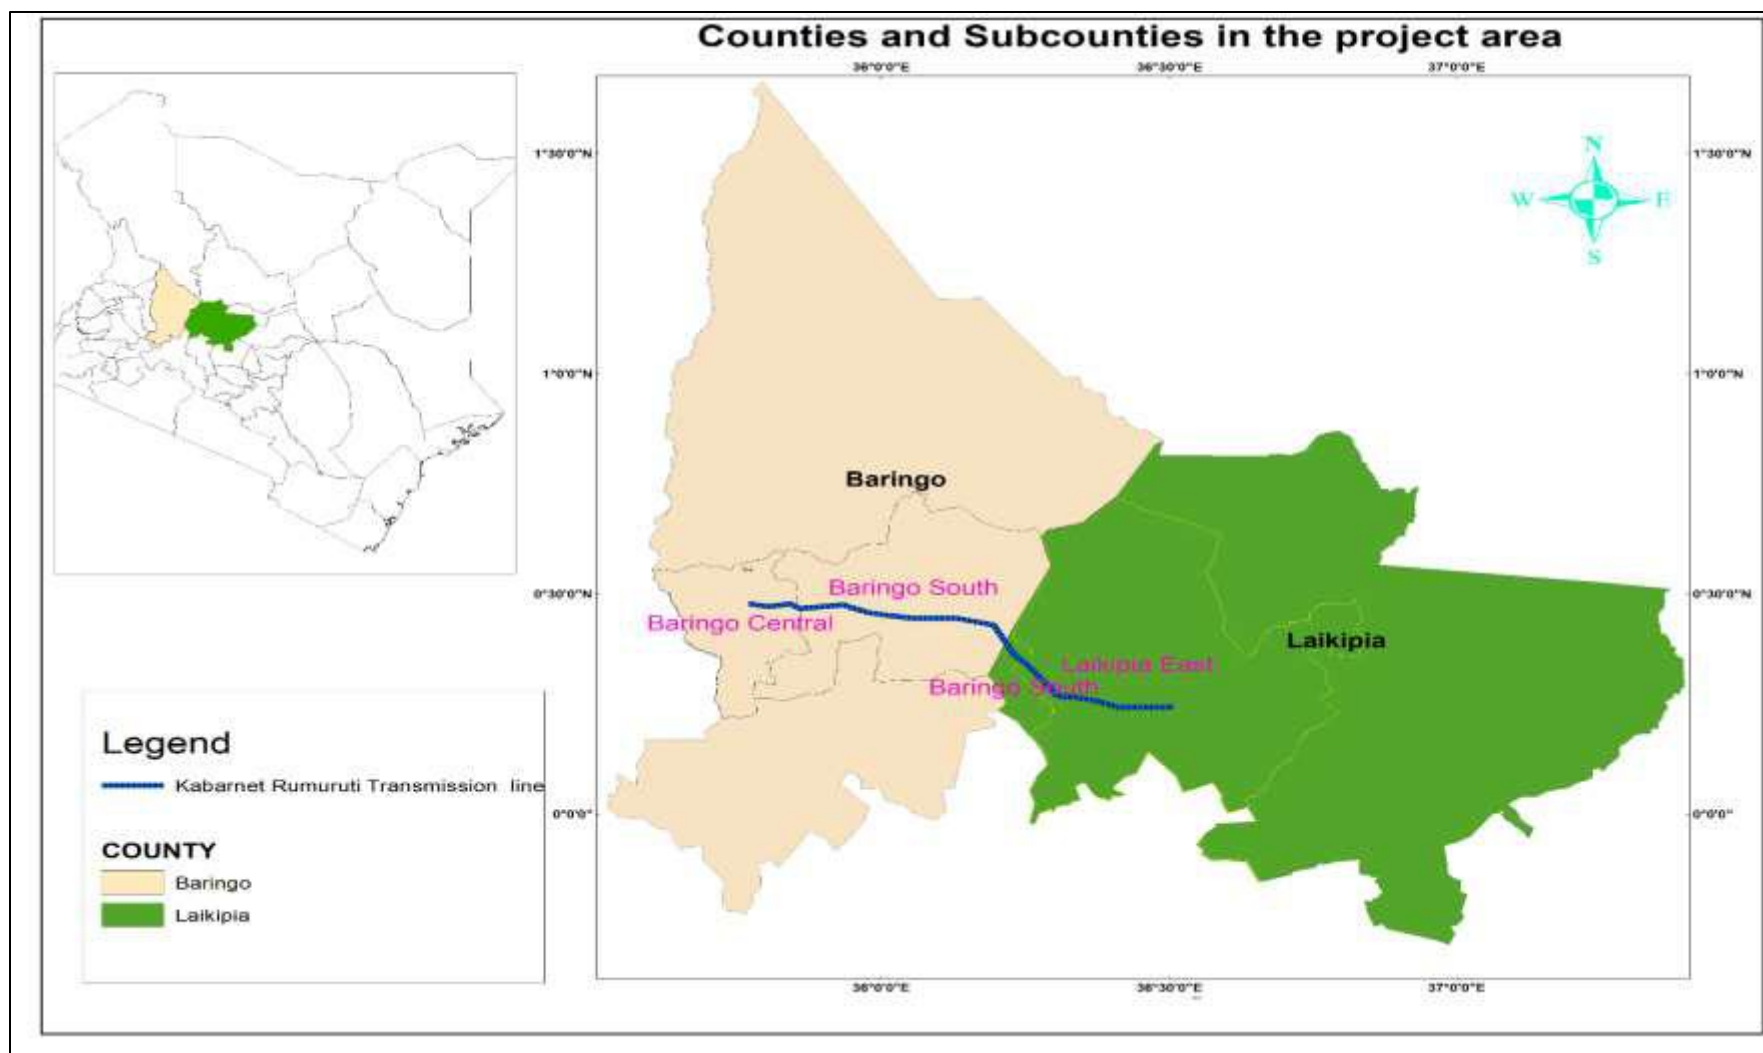 Counties and Subcounties in the project area
36°0'0"E 36°30'0"E 37°0'0"E
1°30'0"N 1°30'0"N
N
W E
S
1°0'0"N 1°0'0"N
Baringo
0°30'0"N 0°30'0"N
Baringo South
Baringo Central
Laikipia
Laikipia East
Baringo South
Legend
Kabarnet Rumuruti Transmission line
0°0'0" 0°0'0"
COUNTY
Baringo
Laikipia
36°0'0"E 36°30'0"E 37°0'0"E